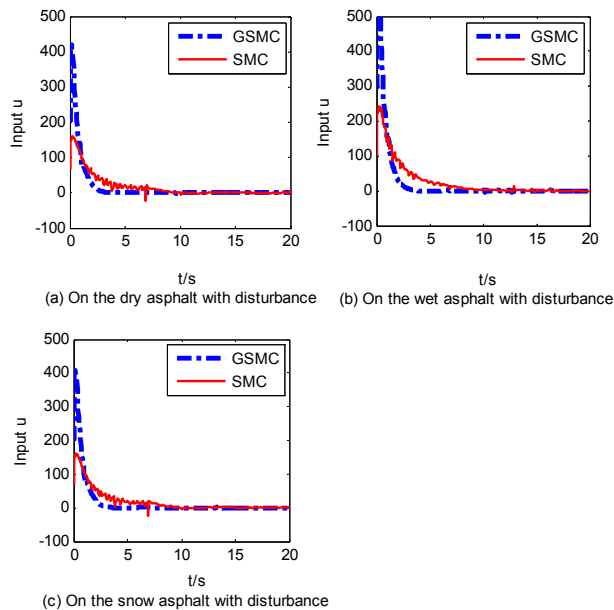 500
400
300
200
100
0
-100
Input u
GSMC
SMC
0 5 10 15 20
t/s
(a) On the dry asphalt with disturbance
500
400
300
200
100
0
-100
Input u
GSMC
SMC
0 5 10 15 20
t/s
(b) On the wet asphalt with disturbance
500
400
300
200
100
0
-100
Input u
GSMC
SMC
0 5 10 15 20
t/s
(c) On the snow asphalt with disturbance